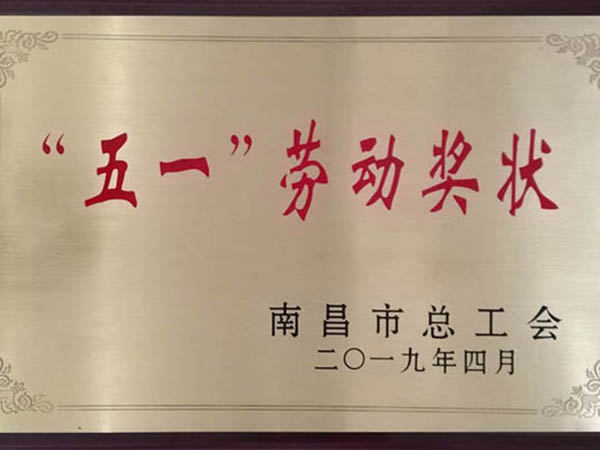 “五一”劳动奖状
南昌市总工会
二〇一九年四月